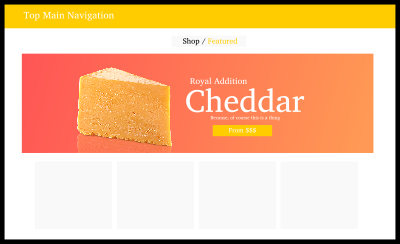 Top Main Navigation
Shop / Featured
Royal Addition
Cheddar
Because, of course this is a thing
From $$$